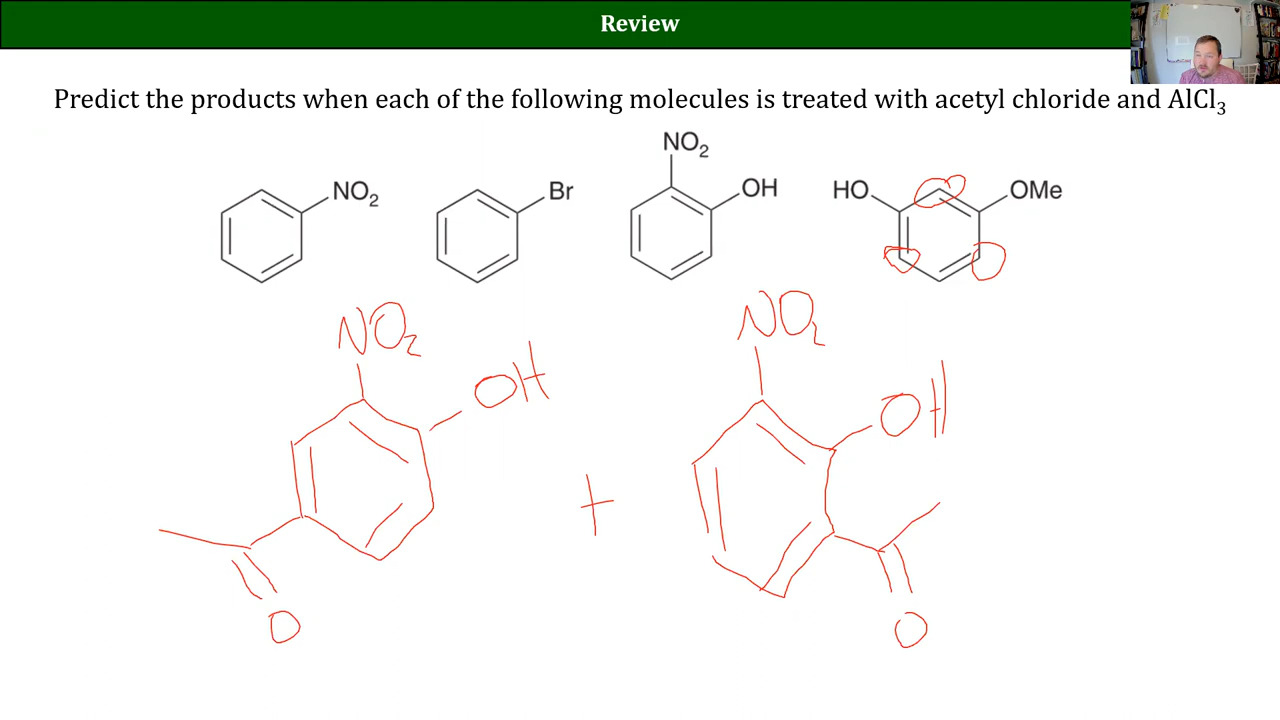 Review
Predict the products when each of the following molecules is treated with acetyl chloride and AlCl₃
NO₂
Br
NO₂
OH
HO
OMe
NO₂
OH
O
+
NO₂
OH
O